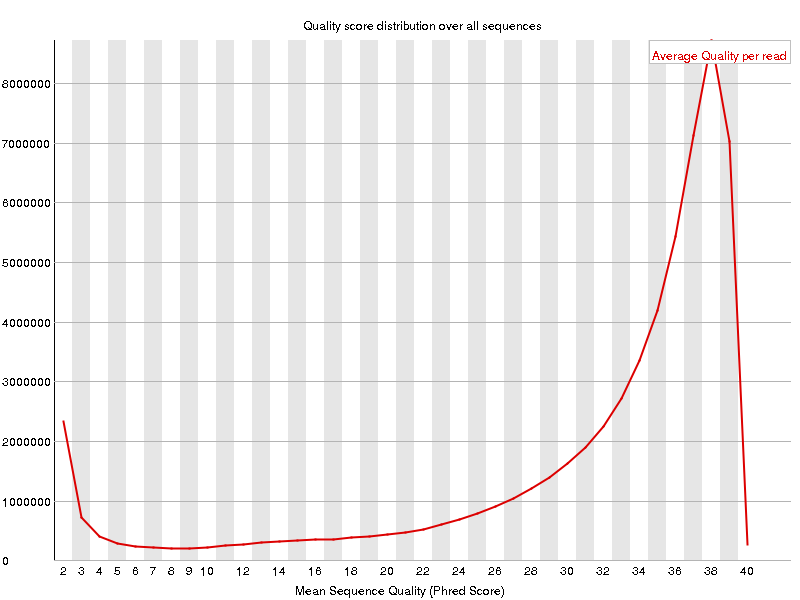 Quality score distribution over all sequences
Average Quality per read
8000000
7000000
6000000
5000000
4000000
3000000
2000000
1000000
0
2 3 4 5 6 7 8 9 10 12 14 16 18 20 22 24 26 28 30 32 34 36 38 40
Mean Sequence Quality (Phred Score)